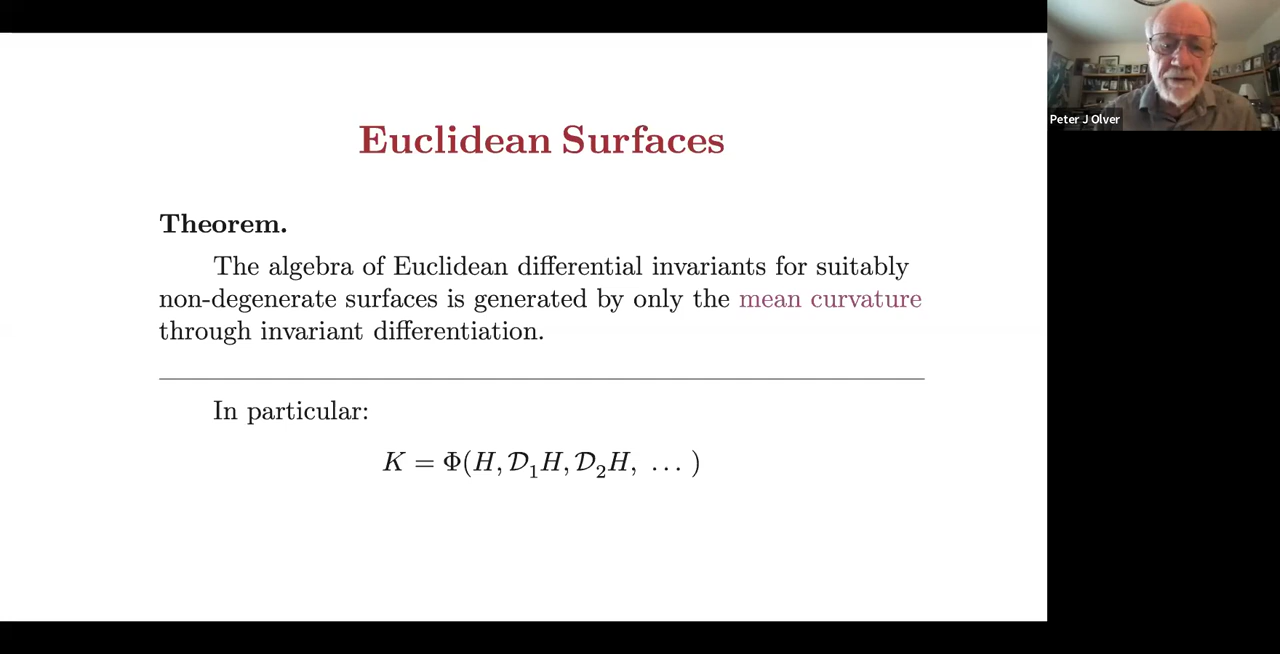 Euclidean Surfaces
Peter J Olver
Theorem.
The algebra of Euclidean differential invariants for suitably
non-degenerate surfaces is generated by only the mean curvature
through invariant differentiation.
In particular:
K = Φ(H, 𝒟₁H, 𝒟₂H, … )